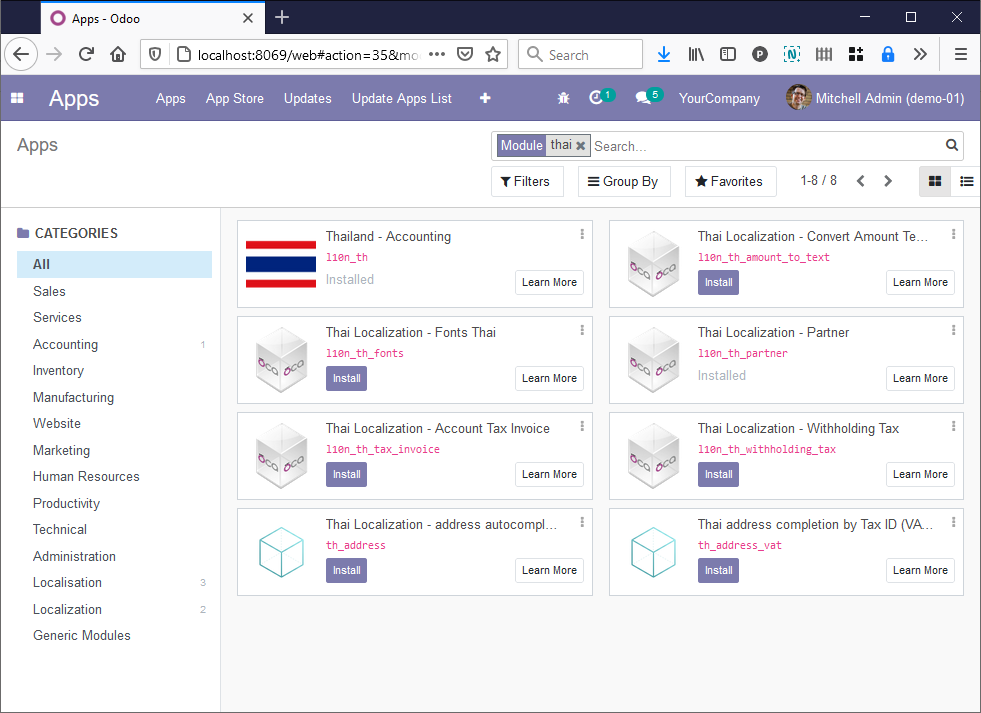 Apps - Odoo
localhost:8069/web#action=35&mo
Search
Apps
Apps
App Store
Updates
Update Apps List
1
5
YourCompany
Mitchell Admin (demo-01)
Apps
Module thai
Search...
Filters
Group By
Favorites
1-8 / 8
CATEGORIES
All
Sales
Services
Accounting 1
Inventory
Manufacturing
Website
Marketing
Human Resources
Productivity
Technical
Administration
Localisation 3
Localization 2
Generic Modules
Thailand - Accounting
l10n_th
Installed
Learn More
Thai Localization - Convert Amount Te...
l10n_th_amount_to_text
Install
Learn More
Thai Localization - Fonts Thai
l10n_th_fonts
Install
Learn More
Thai Localization - Partner
l10n_th_partner
Installed
Learn More
Thai Localization - Account Tax Invoice
l10n_th_tax_invoice
Install
Learn More
Thai Localization - Withholding Tax
l10n_th_withholding_tax
Install
Learn More
Thai Localization - address autocompl...
th_address
Install
Learn More
Thai address completion by Tax ID (VA...
th_address_vat
Install
Learn More